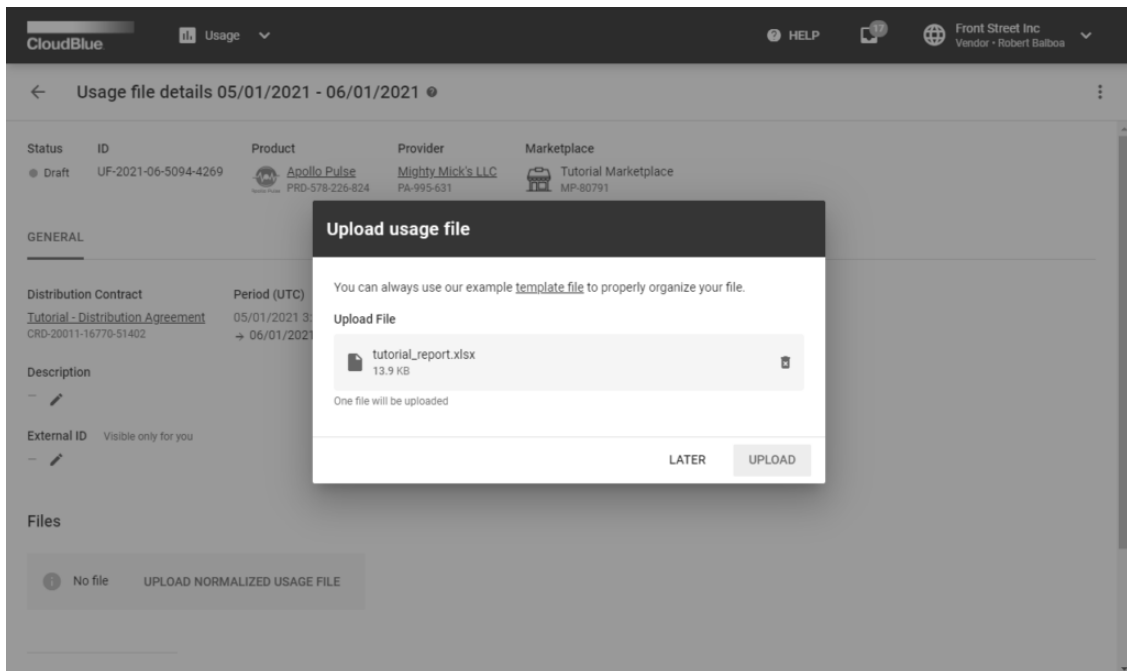 CloudBlue
Usage
HELP
17
Front Street Inc
Vendor • Robert Balboa
Usage file details 05/01/2021 - 06/01/2021
Status
ID
Product
Provider
Marketplace
Draft
UF-2021-06-5094-4269
Apollo Pulse
PRD-578-226-824
Mighty Mick's LLC
PA-995-631
Tutorial Marketplace
MP-80791
GENERAL
Upload usage file
You can always use our example template file to properly organize your file.
Upload File
tutorial_report.xlsx
13.9 KB
One file will be uploaded
LATER
UPLOAD
Distribution Contract
Tutorial - Distribution Agreement
CRD-20011-16770-51402
Period (UTC)
05/01/2021 3:
→ 06/01/2021
Description
–
External ID Visible only for you
–
Files
No file
UPLOAD NORMALIZED USAGE FILE